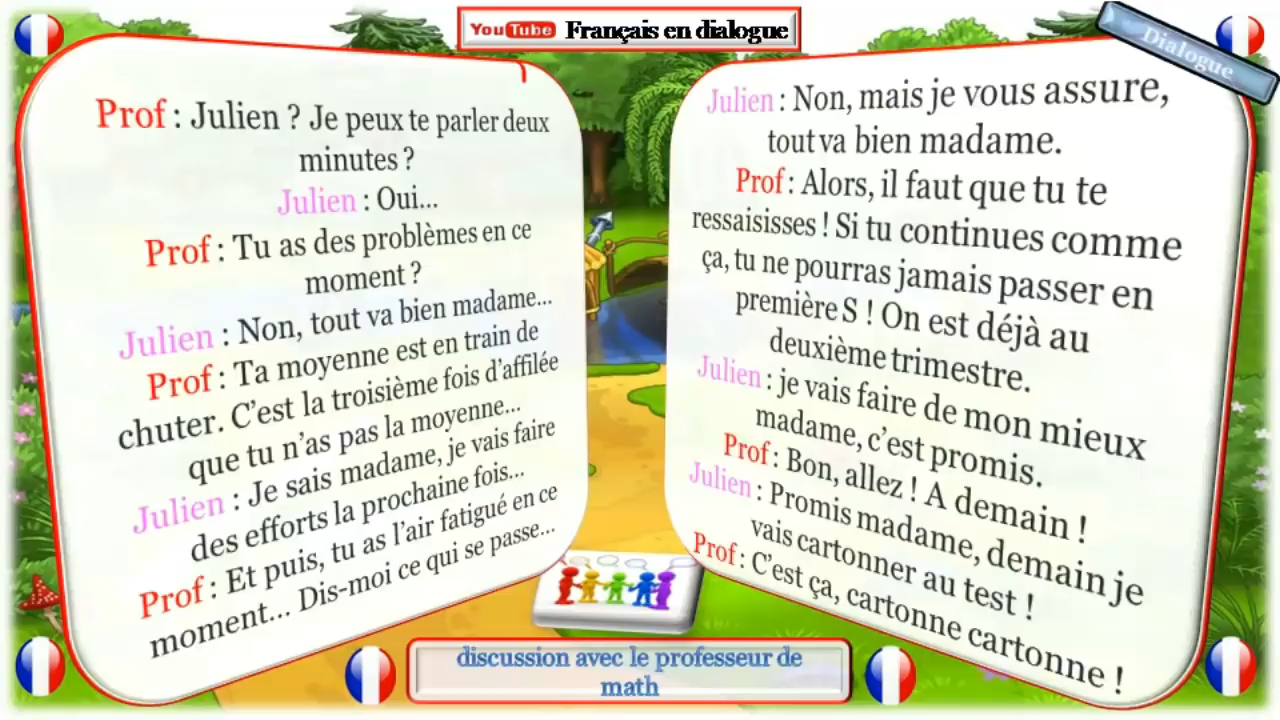 YouTube Français en dialogue
Dialogue
Prof : Julien ? Je peux te parler deux
minutes ?
Julien : Oui...
Prof : Tu as des problèmes en ce
moment ?
Julien : Non, tout va bien madame...
Prof : Ta moyenne est en train de
chuter. C'est la troisième fois d'affilée
que tu n'as pas la moyenne...
Julien : Je sais madame, je vais faire
des efforts la prochaine fois...
Prof : Et puis, tu as l'air fatigué en ce
moment... Dis-moi ce qui se passe...
Julien : Non, mais je vous assure,
tout va bien madame.
Prof : Alors, il faut que tu te
ressaisisses ! Si tu continues comme
ça, tu ne pourras jamais passer en
première S ! On est déjà au
deuxième trimestre.
Julien : je vais faire de mon mieux
madame, c'est promis.
Prof : Bon, allez ! A demain !
Julien : Promis madame, demain je
vais cartonner au test !
Prof : C'est ça, cartonne cartonne !
discussion avec le professeur de
math